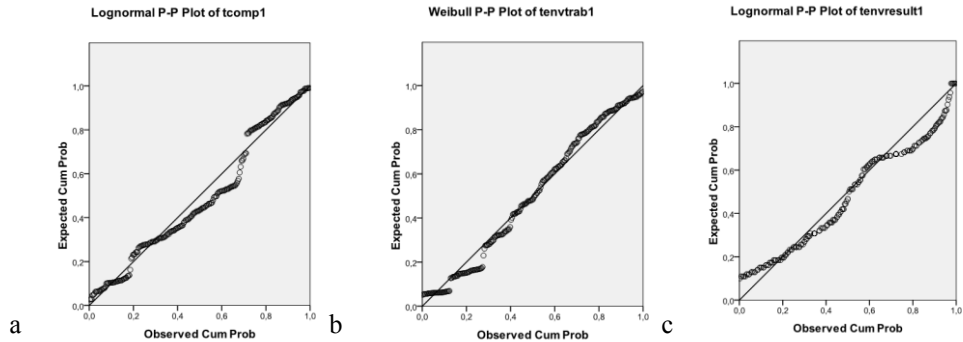 Lognormal P-P Plot of tcomp1
Expected Cum Prob
1,0
0,8
0,6
0,4
0,2
0,0
0,0 0,2 0,4 0,6 0,8 1,0
Observed Cum Prob
a
Weibull P-P Plot of tenvtrab1
Expected Cum Prob
1,0
0,8
0,6
0,4
0,2
0,0
0,0 0,2 0,4 0,6 0,8 1,0
Observed Cum Prob
b
Lognormal P-P Plot of tenvresult1
Expected Cum Prob
1,0
0,8
0,6
0,4
0,2
0,0
0,0 0,2 0,4 0,6 0,8 1,0
Observed Cum Prob
c